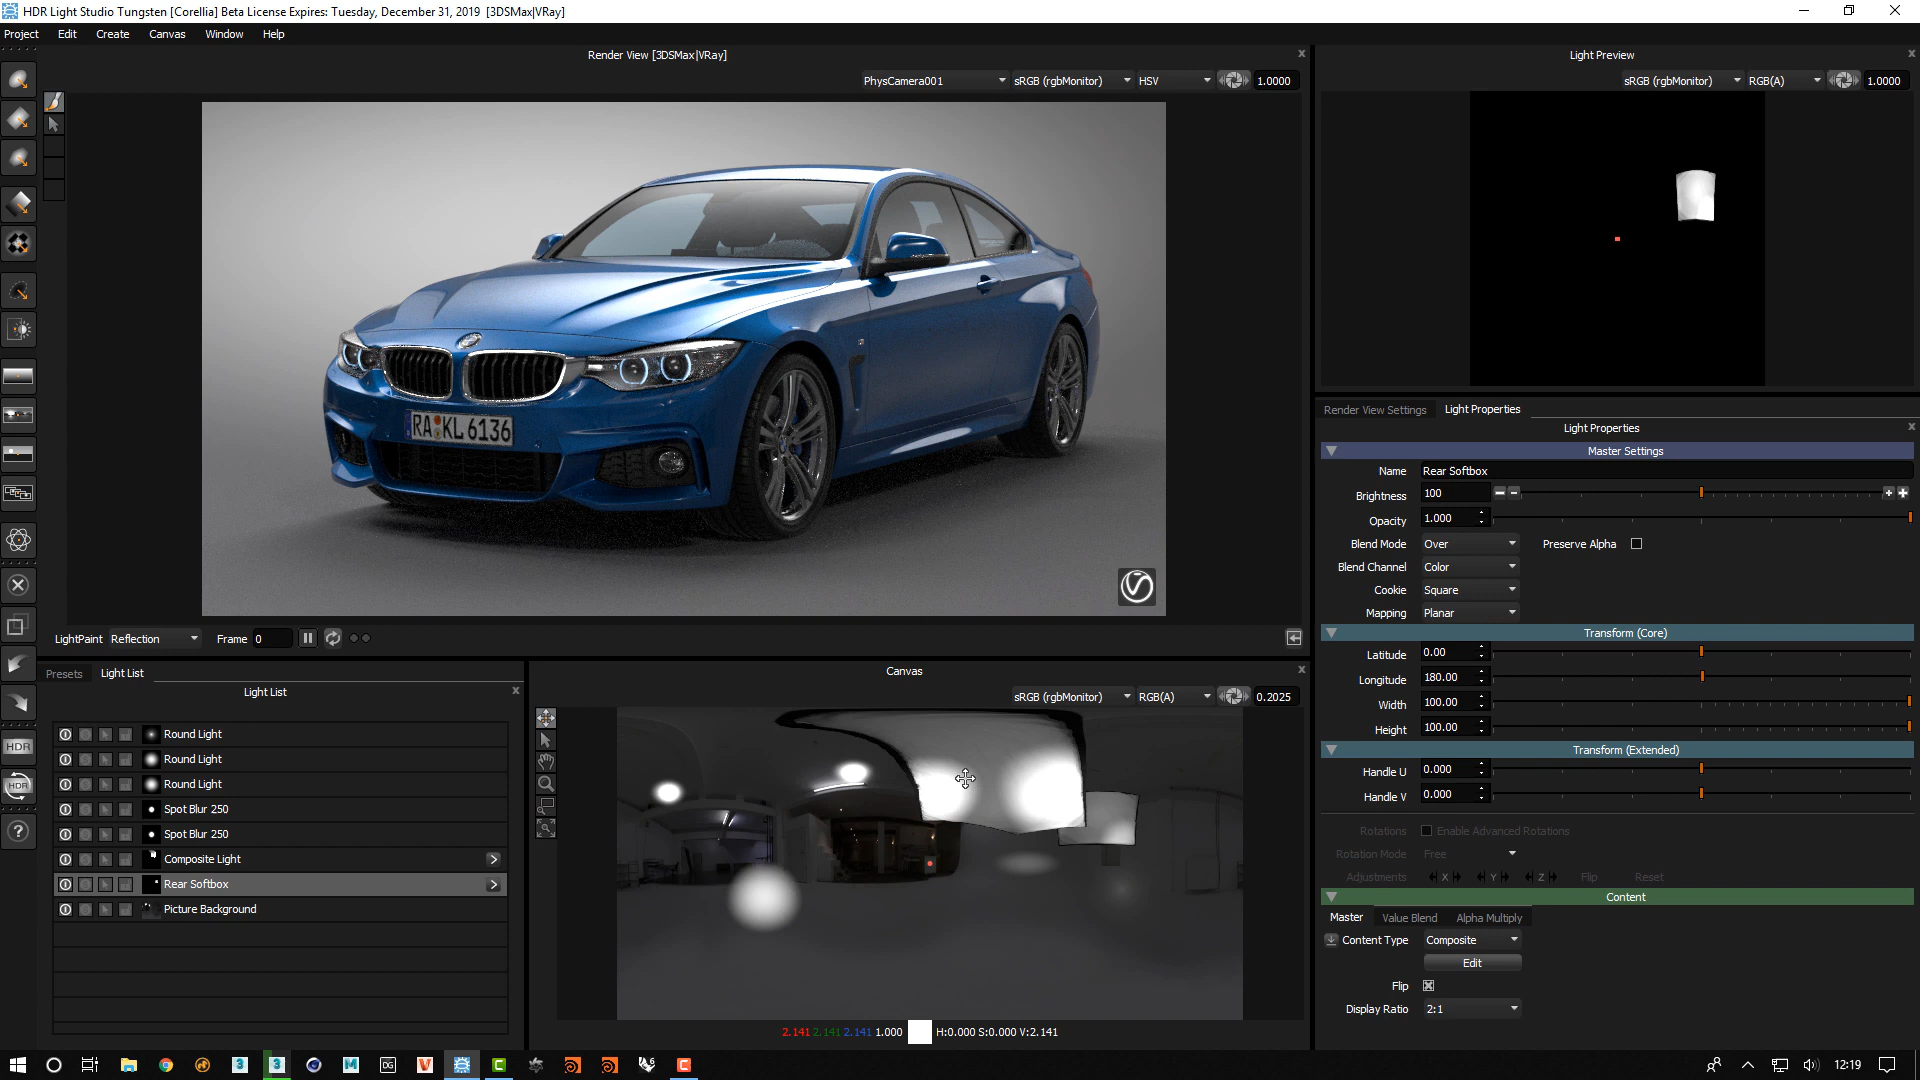 HDR Light Studio Tungsten [Corellia] Beta License Expires: Tuesday, December 31, 2019 [3DSMax|VRay]
Project Edit Create Canvas Window Help
Render View [3DSMax|VRay]
PhysCamera001 sRGB (rgbMonitor) HSV 1.0000
RA KL 6136
LightPaint Reflection Frame 0
Presets Light List
Light List
Round Light
Round Light
Round Light
Spot Blur 250
Spot Blur 250
Composite Light
Rear Softbox
Picture Background
HDR
HDR
Canvas
sRGB (rgbMonitor) RGB(A) 0.2025
2.141 2.141 2.141 1.000 H:0.000 S:0.000 V:2.141
Light Preview
sRGB (rgbMonitor) RGB(A) 1.0000
Render View Settings Light Properties
Light Properties
Master Settings
Name Rear Softbox
Brightness 100
Opacity 1.000
Blend Mode Over Preserve Alpha
Blend Channel Color
Cookie Square
Mapping Planar
Transform (Core)
Latitude 0.00
Longitude 180.00
Width 100.00
Height 100.00
Transform (Extended)
Handle U 0.000
Handle V 0.000
Rotations Enable Advanced Rotations
Rotation Mode Free
Adjustments X Y Z Flip Reset
Content
Master Value Blend Alpha Multiply
Content Type Composite
Edit
Flip
Display Ratio 2:1
12:19